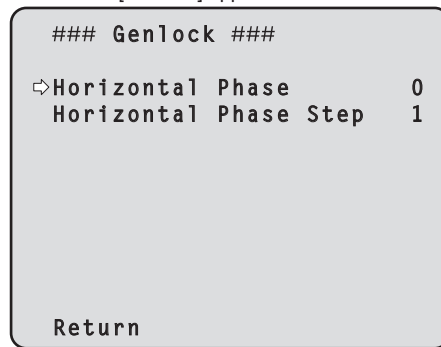 ### Genlock ###
⇨Horizontal Phase 0
Horizontal Phase Step 1
Return